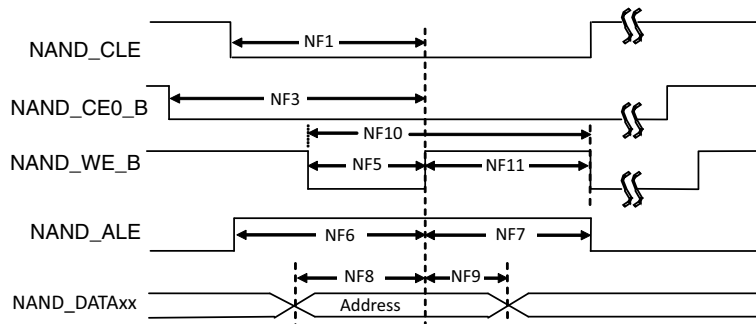 NAND_CLE
NF1
NAND_CE0_B
NF3
NF10
NAND_WE_B
NF5
NF11
NAND_ALE
NF6
NF7
NF8
NF9
NAND_DATAxx
Address